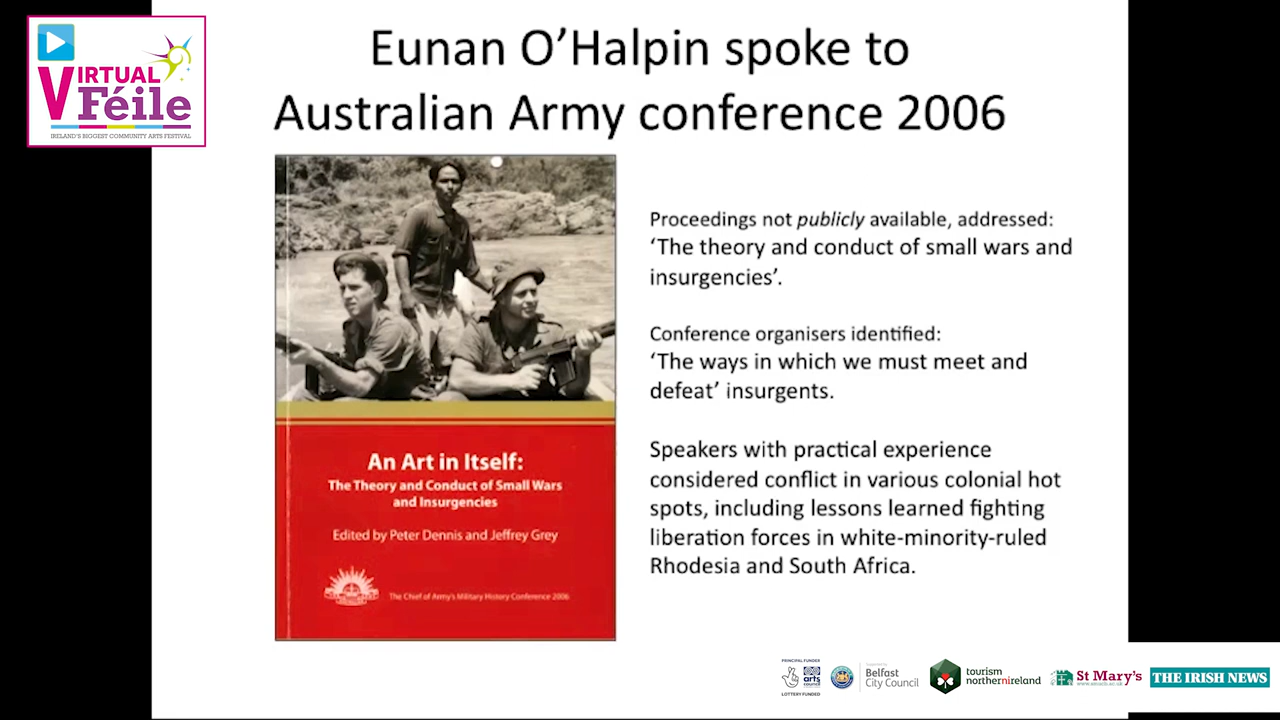 VIRTUAL
Féile
IRELAND'S BIGGEST COMMUNITY ARTS FESTIVAL
Eunan O'Halpin spoke to
Australian Army conference 2006
An Art in Itself:
The Theory and Conduct of Small Wars
and Insurgencies
Edited by Peter Dennis and Jeffrey Grey
The Chief of Army's Military History Conference 2006
Proceedings not publicly available, addressed:
‘The theory and conduct of small wars and
insurgencies’.
Conference organisers identified:
‘The ways in which we must meet and
defeat’ insurgents.
Speakers with practical experience
considered conflict in various colonial hot
spots, including lessons learned fighting
liberation forces in white-minority-ruled
Rhodesia and South Africa.
PRINCIPAL FUNDER
arts
council
LOTTERY FUNDED
Supported by
Belfast
City Council
tourism
northernireland
St Mary's
THE IRISH NEWS